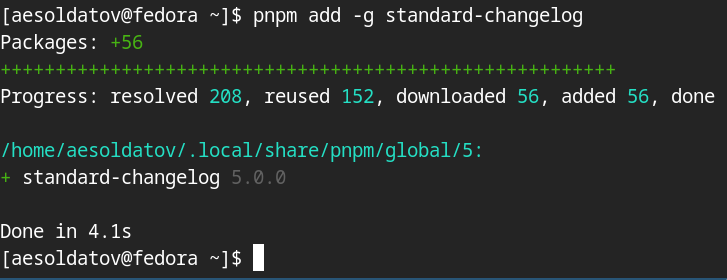 [aesoldatov@fedora ~]$ pnpm add -g standard-changelog
Packages: +56
++++++++++++++++++++++++++++++++++++++++++++++++++++++++
Progress: resolved 208, reused 152, downloaded 56, added 56, done
/home/aesoldatov/.local/share/pnpm/global/5:
+ standard-changelog 5.0.0
Done in 4.1s
[aesoldatov@fedora ~]$